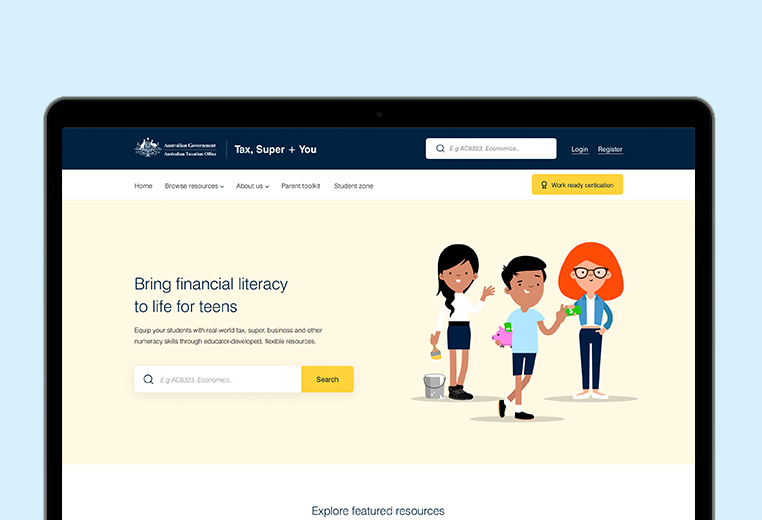 Australian Government
Australian Taxation Office
Tax, Super + You
E.g AC8323, Economics..
Login
Register
Home
Browse resources
About us
Parent toolkit
Student zone
Work ready certication
Bring financial literacy
to life for teens
Equip your students with real-world tax, super, business and other
numeracy skills through educator-developed, flexible resources.
E.g AC8323, Economics..
Search
Explore featured resources